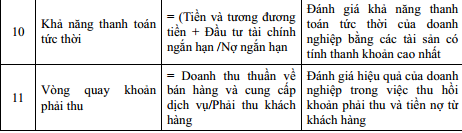 10
Khả năng thanh toán
tức thời
= (Tiền và tương đương
tiền + Đầu tư tài chính
ngắn hạn /Nợ ngắn hạn
Đánh giá khả năng thanh
toán tức thời của doanh
nghiệp bằng các tài sản có
tính thanh khoản cao nhất
11
Vòng quay khoản
phải thu
= Doanh thu thuần về
bán hàng và cung cấp
dịch vụ/Phải thu khách
hàng
Đánh giá hiệu quả của doanh
nghiệp trong việc thu hồi
khoản phải thu và tiền nợ từ
khách hàng